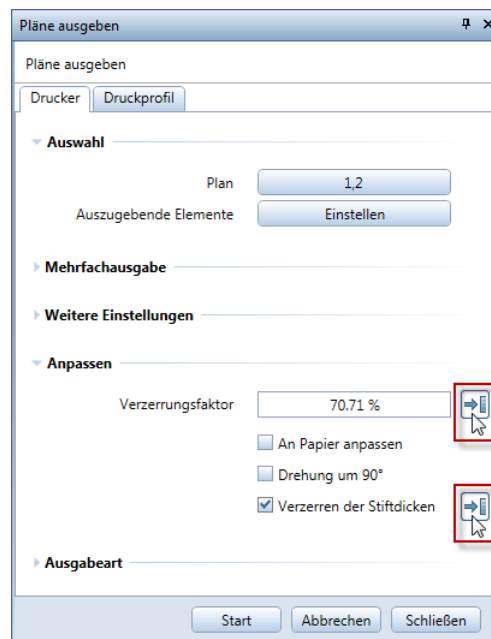 Pläne ausgeben
Pläne ausgeben
Drucker Druckprofil
Auswahl
Plan 1,2
Auszugebende Elemente Einstellen
Mehrfachausgabe
Weitere Einstellungen
Anpassen
Verzerrungsfaktor 70.71 %
An Papier anpassen
Drehung um 90°
Verzerren der Stiftdicken
Ausgabeart
Start Abbrechen Schließen